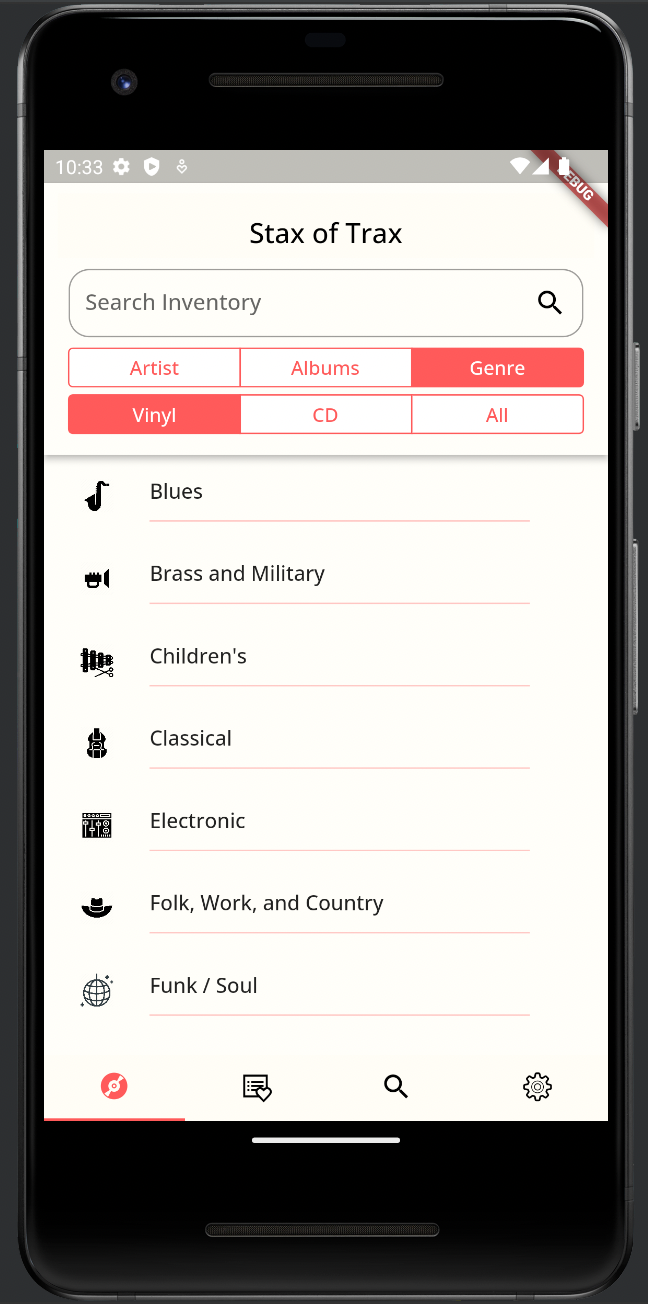 10:33
DEBUG
Stax of Trax
Search Inventory
Artist Albums Genre
Vinyl CD All
Blues
Brass and Military
Children's
Classical
Electronic
Folk, Work, and Country
Funk / Soul